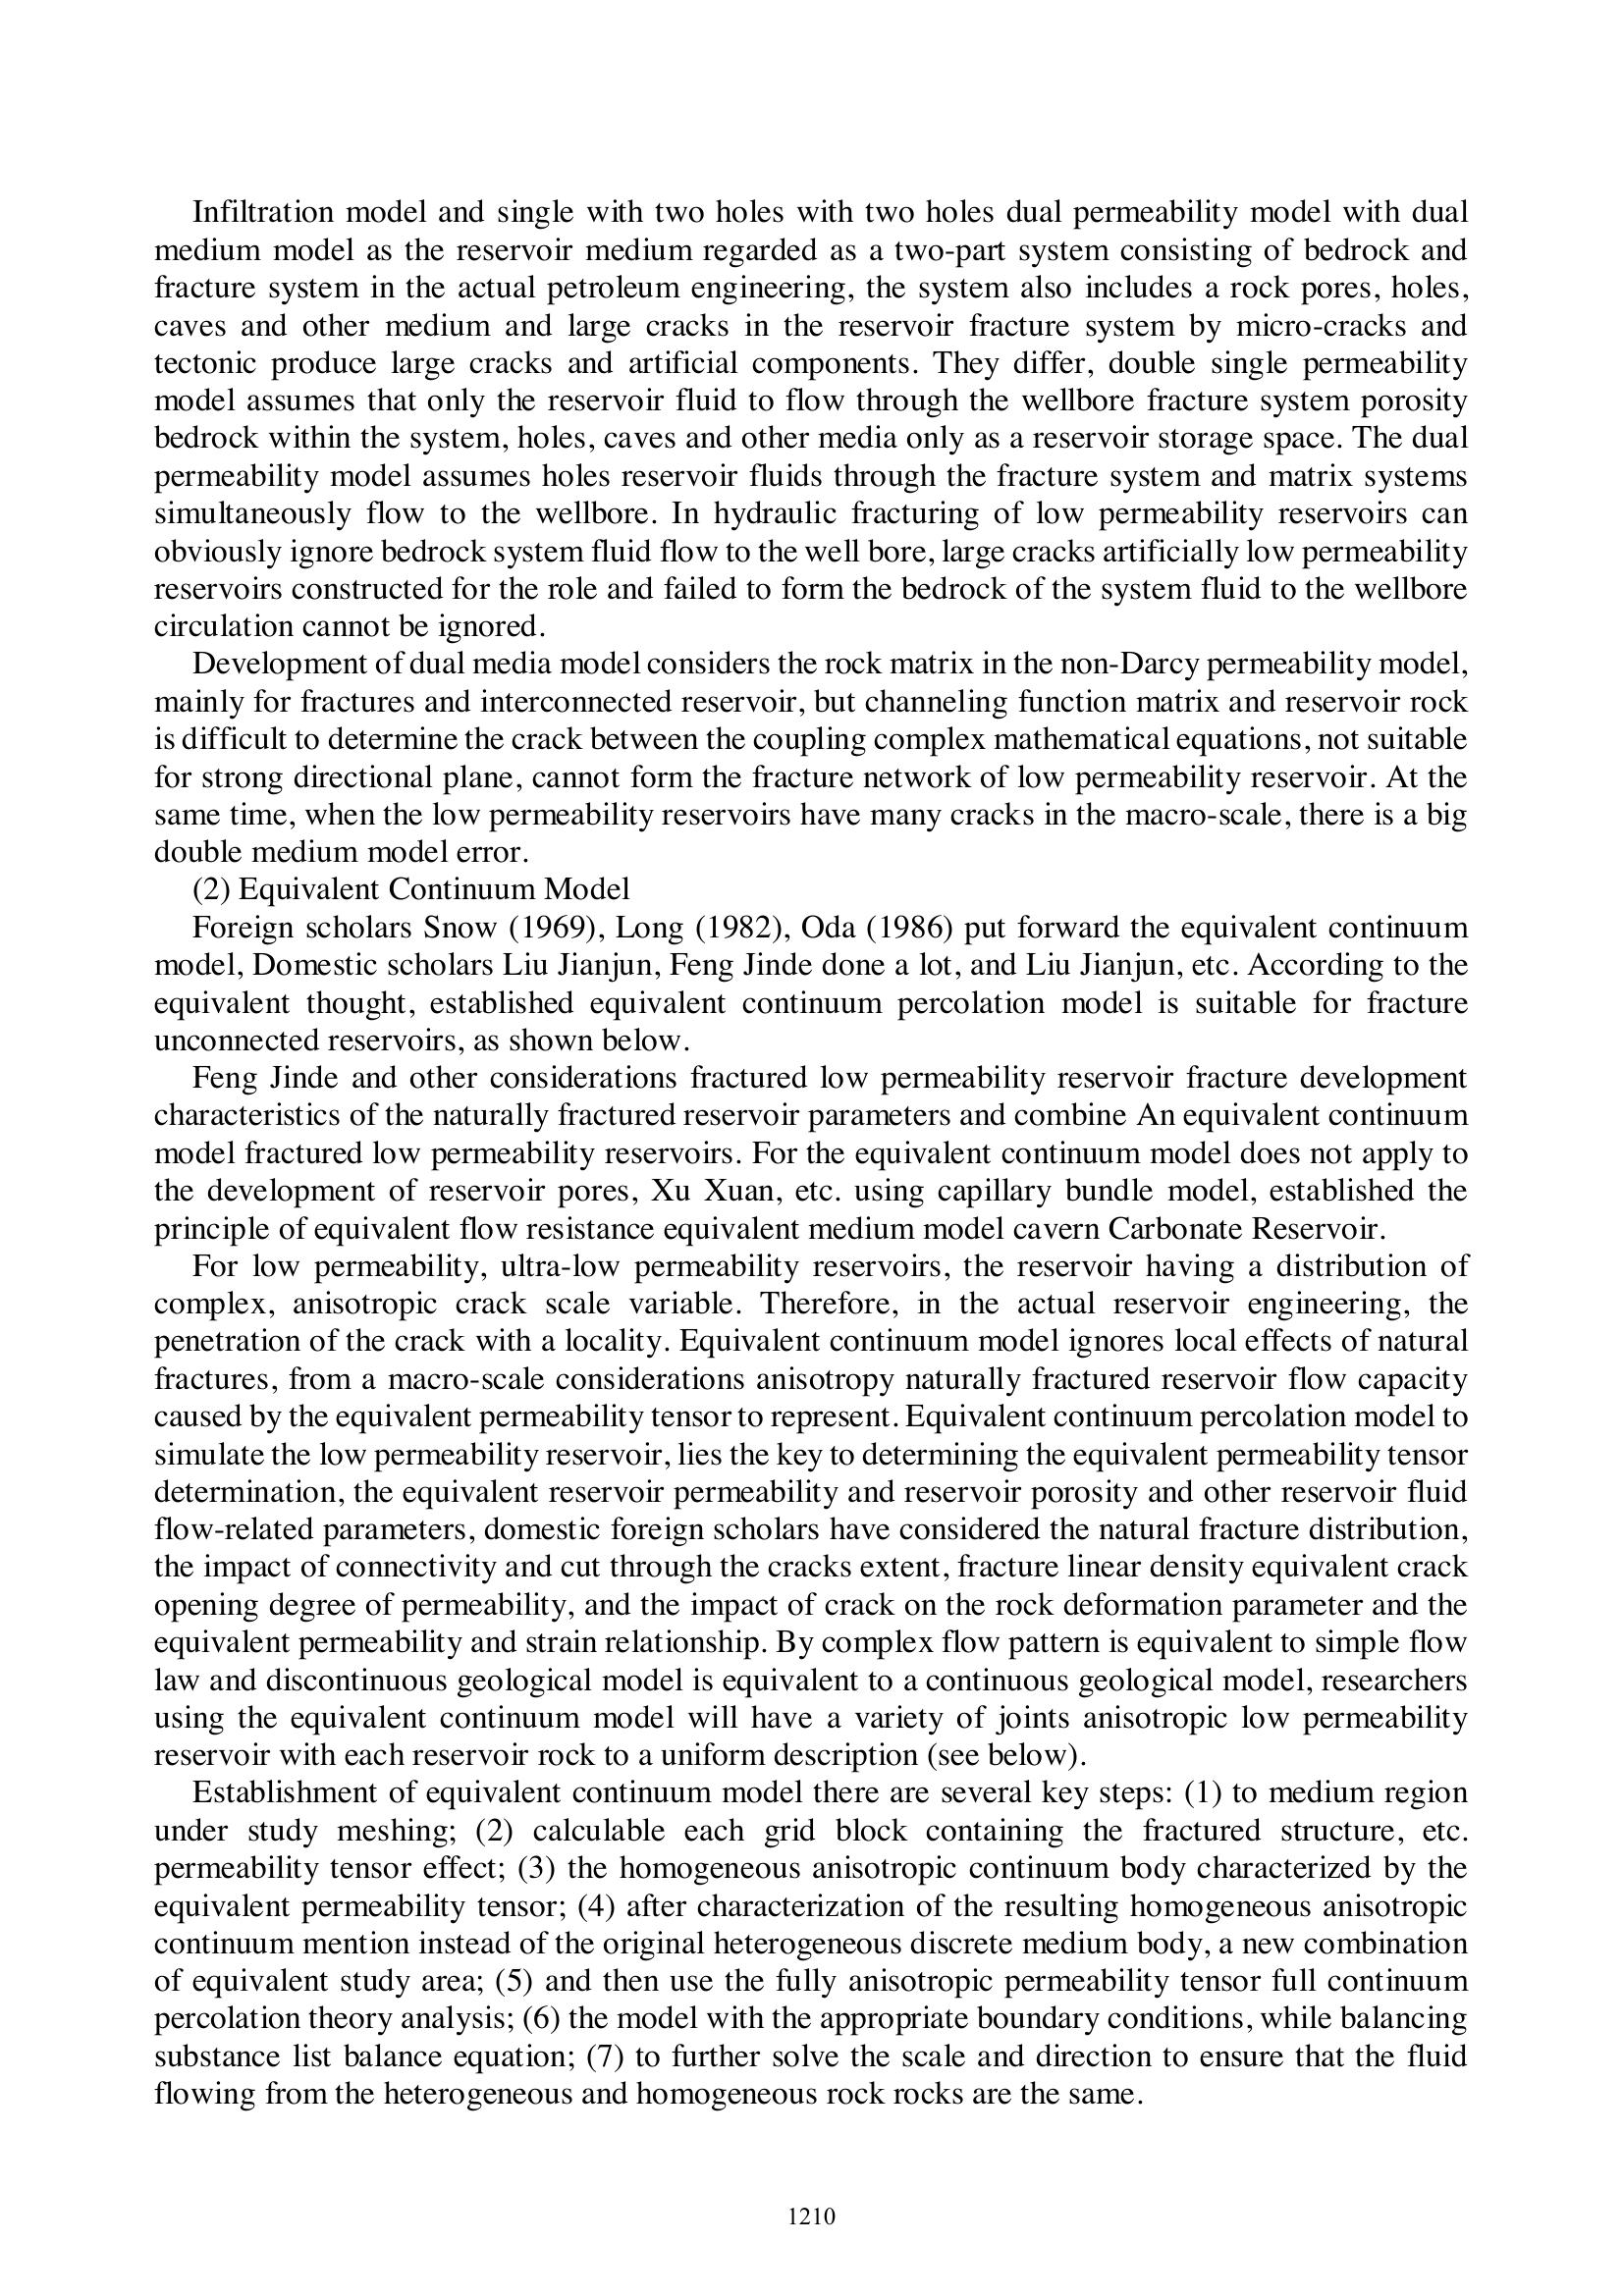 Infiltration model and single with two holes with two holes dual permeability model with dual
medium model as the reservoir medium regarded as a two-part system consisting of bedrock and
fracture system in the actual petroleum engineering, the system also includes a rock pores, holes,
caves and other medium and large cracks in the reservoir fracture system by micro-cracks and
tectonic produce large cracks and artificial components. They differ, double single permeability
model assumes that only the reservoir fluid to flow through the wellbore fracture system porosity
bedrock within the system, holes, caves and other media only as a reservoir storage space. The dual
permeability model assumes holes reservoir fluids through the fracture system and matrix systems
simultaneously flow to the wellbore. In hydraulic fracturing of low permeability reservoirs can
obviously ignore bedrock system fluid flow to the well bore, large cracks artificially low permeability
reservoirs constructed for the role and failed to form the bedrock of the system fluid to the wellbore
circulation cannot be ignored.
Development of dual media model considers the rock matrix in the non-Darcy permeability model,
mainly for fractures and interconnected reservoir, but channeling function matrix and reservoir rock
is difficult to determine the crack between the coupling complex mathematical equations, not suitable
for strong directional plane, cannot form the fracture network of low permeability reservoir. At the
same time, when the low permeability reservoirs have many cracks in the macro-scale, there is a big
double medium model error.
(2) Equivalent Continuum Model
Foreign scholars Snow (1969), Long (1982), Oda (1986) put forward the equivalent continuum
model, Domestic scholars Liu Jianjun, Feng Jinde done a lot, and Liu Jianjun, etc. According to the
equivalent thought, established equivalent continuum percolation model is suitable for fracture
unconnected reservoirs, as shown below.
Feng Jinde and other considerations fractured low permeability reservoir fracture development
characteristics of the naturally fractured reservoir parameters and combine An equivalent continuum
model fractured low permeability reservoirs. For the equivalent continuum model does not apply to
the development of reservoir pores, Xu Xuan, etc. using capillary bundle model, established the
principle of equivalent flow resistance equivalent medium model cavern Carbonate Reservoir.
For low permeability, ultra-low permeability reservoirs, the reservoir having a distribution of
complex, anisotropic crack scale variable. Therefore, in the actual reservoir engineering, the
penetration of the crack with a locality. Equivalent continuum model ignores local effects of natural
fractures, from a macro-scale considerations anisotropy naturally fractured reservoir flow capacity
caused by the equivalent permeability tensor to represent. Equivalent continuum percolation model to
simulate the low permeability reservoir, lies the key to determining the equivalent permeability tensor
determination, the equivalent reservoir permeability and reservoir porosity and other reservoir fluid
flow-related parameters, domestic foreign scholars have considered the natural fracture distribution,
the impact of connectivity and cut through the cracks extent, fracture linear density equivalent crack
opening degree of permeability, and the impact of crack on the rock deformation parameter and the
equivalent permeability and strain relationship. By complex flow pattern is equivalent to simple flow
law and discontinuous geological model is equivalent to a continuous geological model, researchers
using the equivalent continuum model will have a variety of joints anisotropic low permeability
reservoir with each reservoir rock to a uniform description (see below).
Establishment of equivalent continuum model there are several key steps: (1) to medium region
under study meshing; (2) calculable each grid block containing the fractured structure, etc.
permeability tensor effect; (3) the homogeneous anisotropic continuum body characterized by the
equivalent permeability tensor; (4) after characterization of the resulting homogeneous anisotropic
continuum mention instead of the original heterogeneous discrete medium body, a new combination
of equivalent study area; (5) and then use the fully anisotropic permeability tensor full continuum
percolation theory analysis; (6) the model with the appropriate boundary conditions, while balancing
substance list balance equation; (7) to further solve the scale and direction to ensure that the fluid
flowing from the heterogeneous and homogeneous rock rocks are the same.
1210